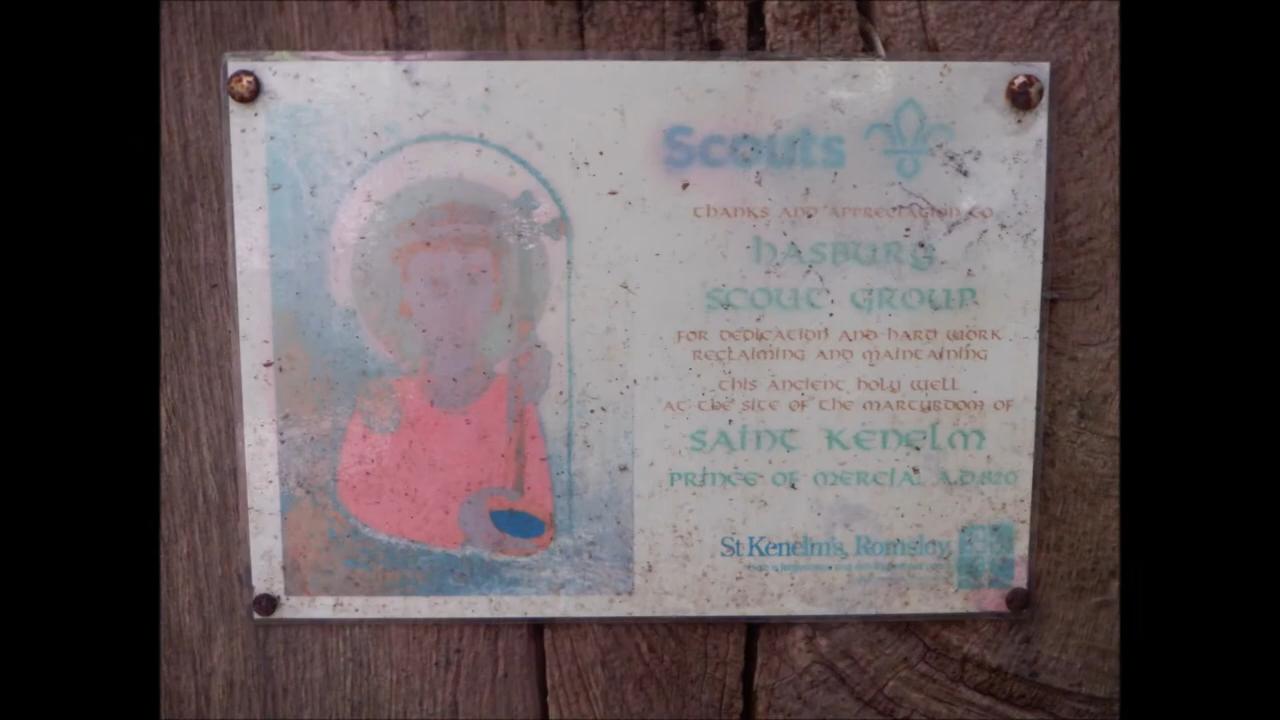 Scouts
THANKS AND APPRECIATION TO
HASBURY
SCOUT GROUP
FOR DEDICATION AND HARD WORK
RECLAIMING AND MAINTAINING
THIS ANCIENT HOLY WELL
AT THE SITE OF THE MARTYRDOM OF
SAINT KENELM
PRINCE OF MERCIA. A.D.820
St Kenelm's, Romsley